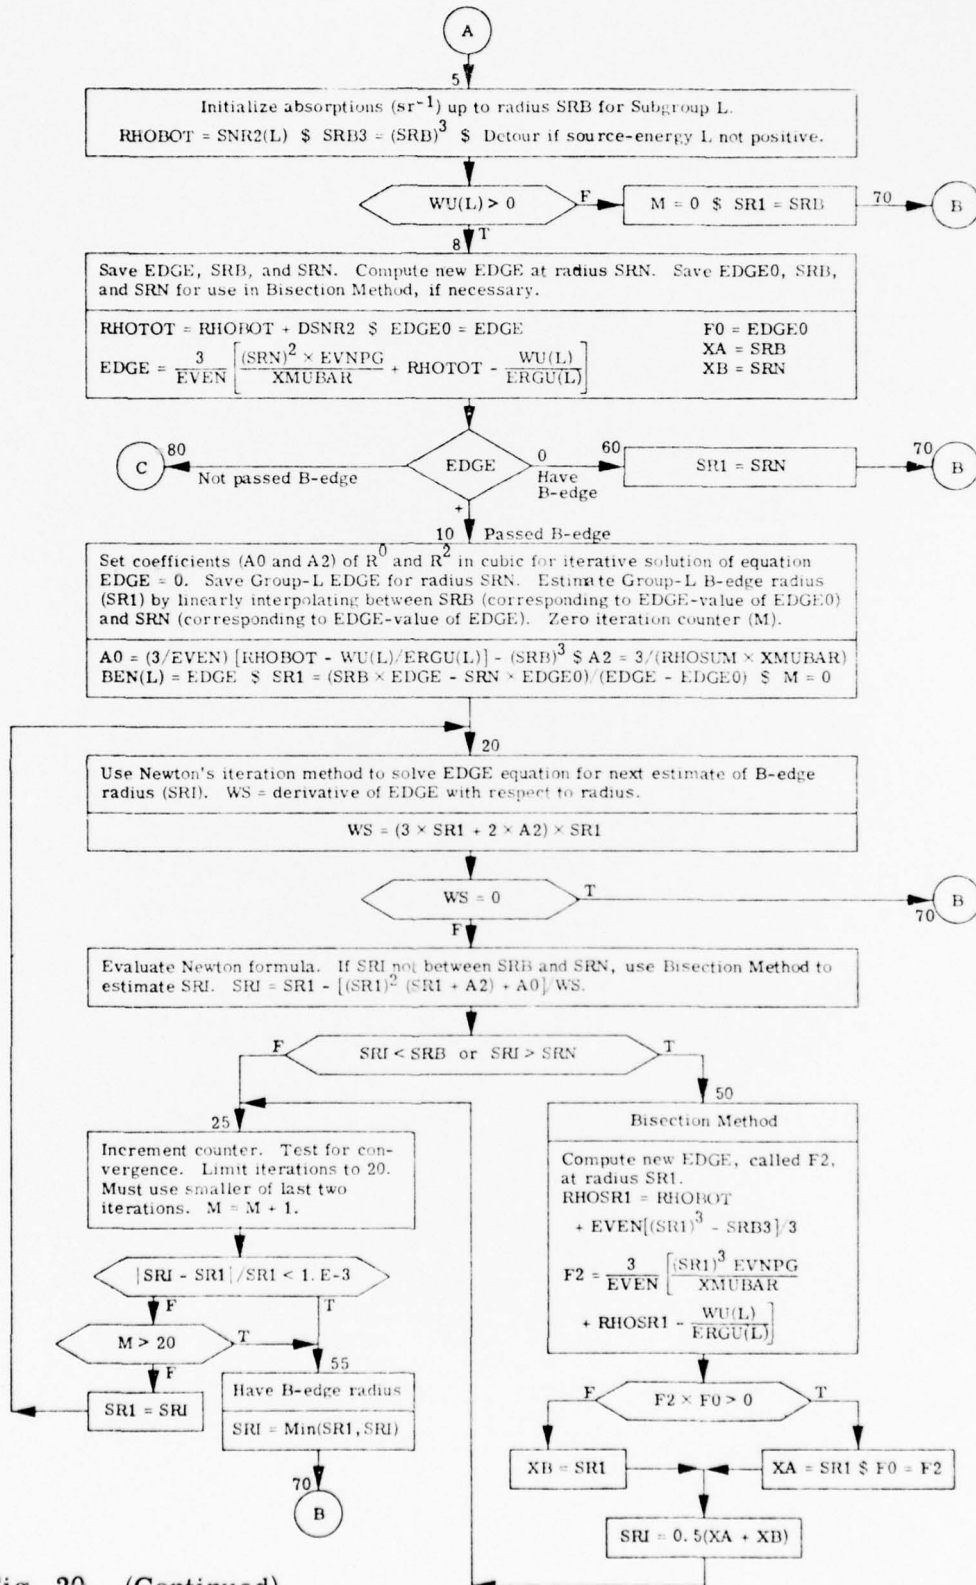 A
5
Initialize absorptions (sr⁻¹) up to radius SRB for Subgroup L.
RHOBOT = SNR2(L) $ SRB3 = (SRB)³ $ Detour if source-energy L not positive.
WU(L) > 0
F
M = 0 $ SR1 = SRB
70
B
8
T
Save EDGE, SRB, and SRN. Compute new EDGE at radius SRN. Save EDGE0, SRB,
and SRN for use in Bisection Method, if necessary.
RHOTOT = RHOBOT + DSNR2 $ EDGE0 = EDGE
F0 = EDGE0
XA = SRB
XB = SRN
EDGE = 3/EVEN [(SRN)² × EVNPG/XMUBAR + RHOTOT - WU(L)/ERGU(L)]
C
80
Not passed B-edge
EDGE
0
Have
B-edge
60
SR1 = SRN
70
B
+
10
Passed B-edge
Set coefficients (A0 and A2) of R⁰ and R² in cubic for iterative solution of equation
EDGE = 0. Save Group-L EDGE for radius SRN. Estimate Group-L B-edge radius
(SR1) by linearly interpolating between SRB (corresponding to EDGE-value of EDGE0)
and SRN (corresponding to EDGE-value of EDGE). Zero iteration counter (M).
A0 = (3/EVEN) [RHOBOT - WU(L)/ERGU(L)] - (SRB)³ $ A2 = 3/(RHOSUM × XMUBAR)
BEN(L) = EDGE $ SR1 = (SRB × EDGE - SRN × EDGE0)/(EDGE - EDGE0) $ M = 0
20
Use Newton's iteration method to solve EDGE equation for next estimate of B-edge
radius (SRI). WS = derivative of EDGE with respect to radius.
WS = (3 × SR1 + 2 × A2) × SR1
WS = 0
T
70
B
F
Evaluate Newton formula. If SRI not between SRB and SRN, use Bisection Method to
estimate SRI. SRI = SR1 - [(SR1)² (SR1 + A2) + A0]/WS.
F
SRI < SRB or SRI > SRN
T
25
Increment counter. Test for con-
vergence. Limit iterations to 20.
Must use smaller of last two
iterations. M = M + 1.
|SRI - SR1|/SR1 < 1.E-3
F
T
M > 20
T
F
SR1 = SRI
55
Have B-edge radius
SRI = Min(SR1, SRI)
70
B
50
Bisection Method
Compute new EDGE, called F2,
at radius SR1.
RHOSR1 = RHOBOT
+ EVEN[(SR1)³ - SRB3]/3
F2 = 3/EVEN [(SR1)³ EVNPG/XMUBAR
+ RHOSR1 - WU(L)/ERGU(L)]
F
F2 × F0 > 0
T
XB = SR1
XA = SR1 $ F0 = F2
SRI = 0.5(XA + XB)
Fig. 20. (Continued)